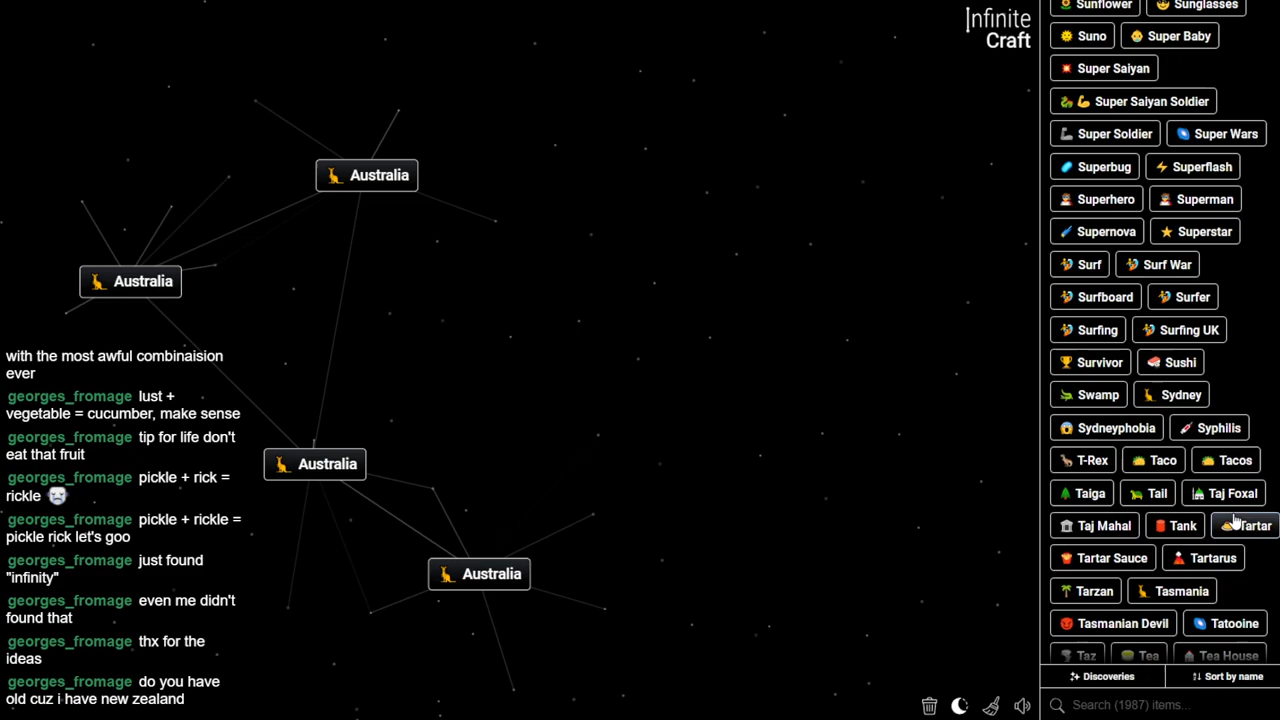 Infinite
Craft
Australia
Australia
Australia
Australia
with the most awful combinaision
ever
georges_fromage lust +
vegetable = cucumber, make sense
georges_fromage tip for life don't
eat that fruit
georges_fromage pickle + rick =
rickle
georges_fromage pickle + rickle =
pickle rick let's goo
georges_fromage just found
"infinity"
georges_fromage even me didn't
found that
georges_fromage thx for the
ideas
georges_fromage do you have
old cuz i have new zealand
Sunflower Sunglasses
Suno Super Baby
Super Saiyan
Super Saiyan Soldier
Super Soldier Super Wars
Superbug Superflash
Superhero Superman
Supernova Superstar
Surf Surf War
Surfboard Surfer
Surfing Surfing UK
Survivor Sushi
Swamp Sydney
Sydneyphobia Syphilis
T-Rex Taco Tacos
Taiga Tail Taj Foxal
Taj Mahal Tank Tartar
Tartar Sauce Tartarus
Tarzan Tasmania
Tasmanian Devil Tatooine
Taz Tea Tea House
Discoveries Sort by name
Search (1987) items...